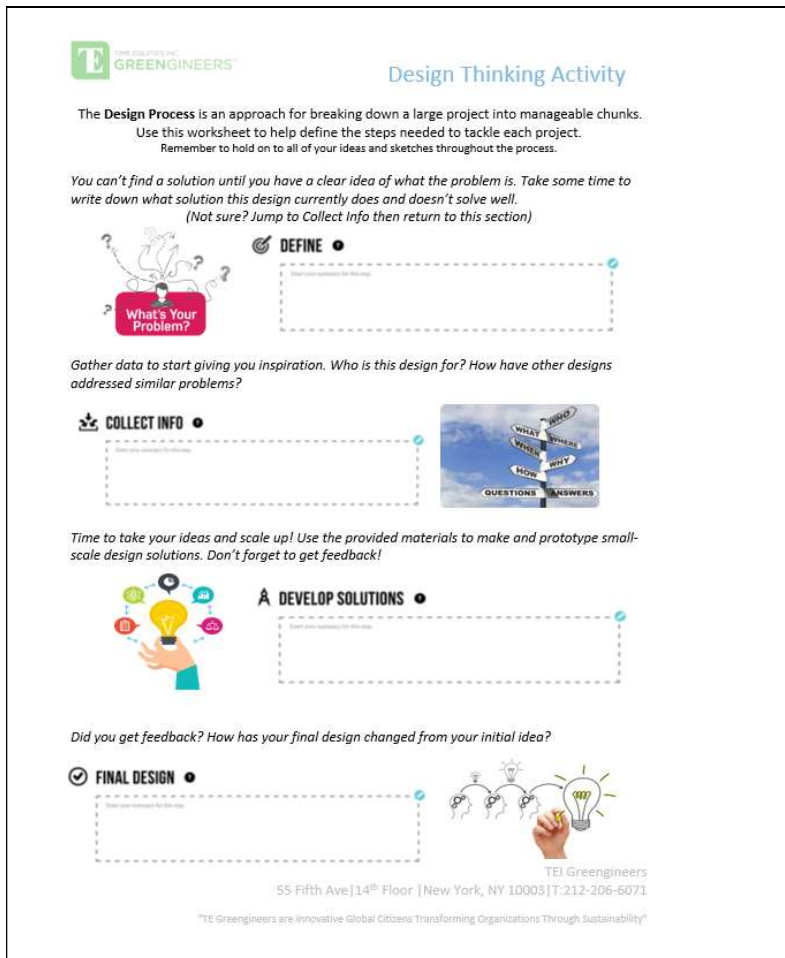 TE
TIME EQUITIES INC.
GREENGINEERS
Design Thinking Activity
The Design Process is an approach for breaking down a large project into manageable chunks.
Use this worksheet to help define the steps needed to tackle each project.
Remember to hold on to all of your ideas and sketches throughout the process.
You can't find a solution until you have a clear idea of what the problem is. Take some time to
write down what solution this design currently does and doesn't solve well.
(Not sure? Jump to Collect Info then return to this section)
What's Your
Problem?
DEFINE
Enter your summary for this step.
Gather data to start giving you inspiration. Who is this design for? How have other designs
addressed similar problems?
COLLECT INFO
Enter your summary for this step.
WHO
WHAT
WHERE
WHEN
WHY
HOW
QUESTIONS
ANSWERS
Time to take your ideas and scale up! Use the provided materials to make and prototype small-
scale design solutions. Don't forget to get feedback!
DEVELOP SOLUTIONS
Enter your summary for this step.
Did you get feedback? How has your final design changed from your initial idea?
FINAL DESIGN
Enter your summary for this step.
TEI Greengineers
55 Fifth Ave|14th Floor |New York, NY 10003|T:212-206-6071
"TE Greengineers are Innovative Global Citizens Transforming Organizations Through Sustainability"